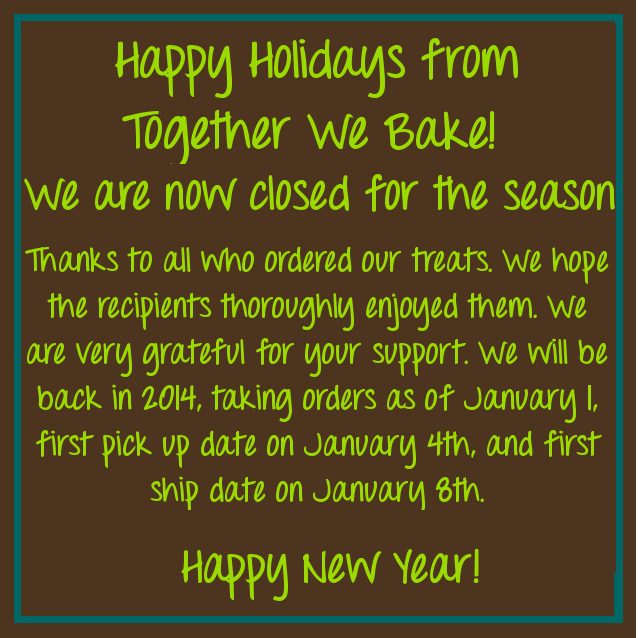 Happy Holidays from
Together We Bake!
We are now closed for the season
Thanks to all who ordered our treats. We hope
the recipients thoroughly enjoyed them. We
are very grateful for your support. We will be
back in 2014, taking orders as of January 1,
first pick up date on January 4th, and first
ship date on January 8th.
Happy New Year!